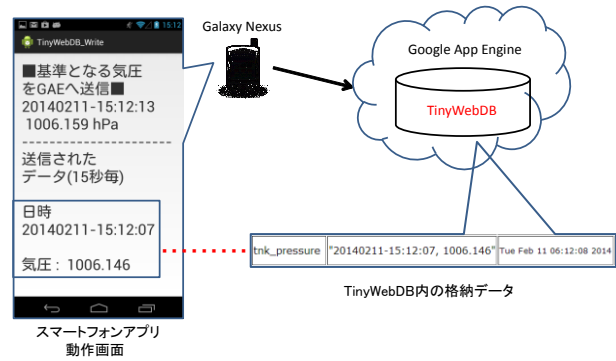 15:12
TinyWebDB_Write
■基準となる気圧
をGAEへ送信■
20140211-15:12:13
1006.159 hPa
送信された
データ(15秒毎)
日時
20140211-15:12:07
気圧 : 1006.146
スマートフォンアプリ
動作画面
Galaxy Nexus
Google App Engine
TinyWebDB
tnk_pressure "20140211-15:12:07, 1006.146" Tue Feb 11 06:12:08 2014
TinyWebDB内の格納データ